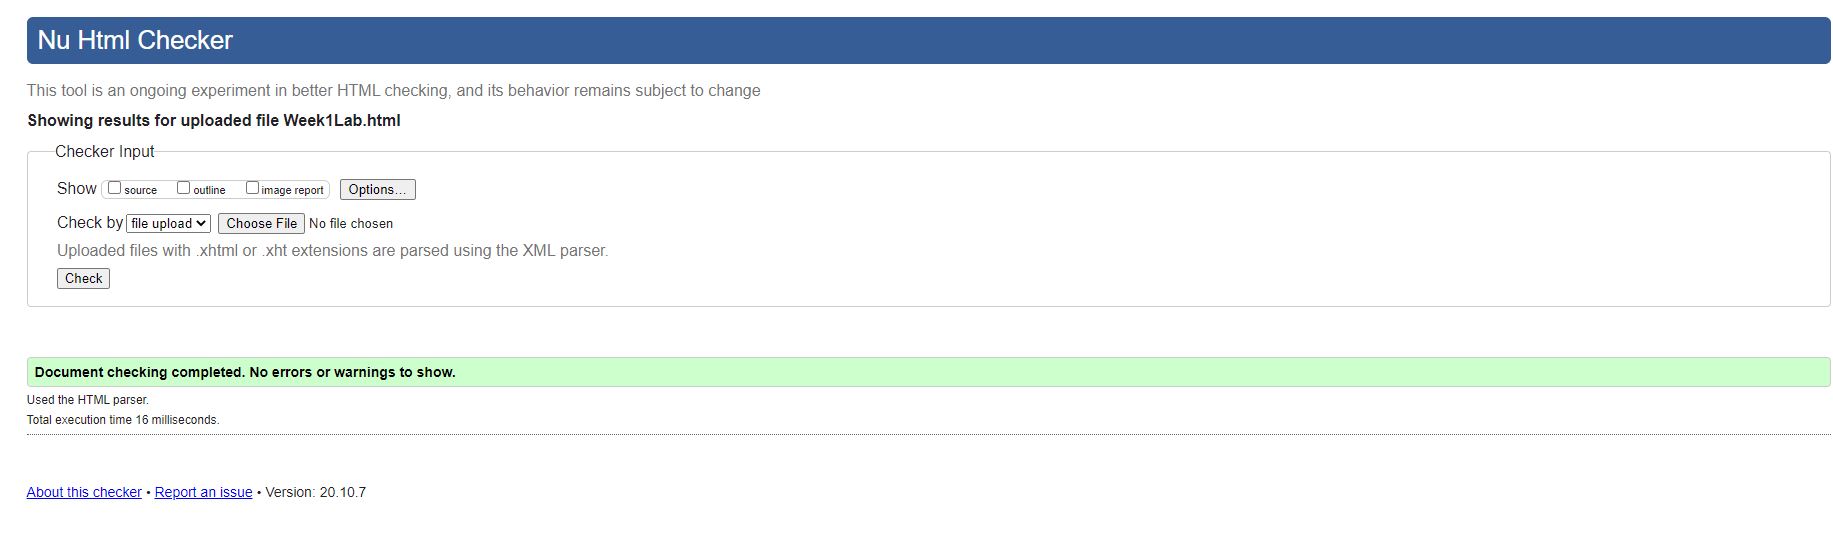 Nu Html Checker
This tool is an ongoing experiment in better HTML checking, and its behavior remains subject to change
Showing results for uploaded file Week1Lab.html
Checker Input
Show source outline image report Options...
Check by file upload Choose File No file chosen
Uploaded files with .xhtml or .xht extensions are parsed using the XML parser.
Check
Document checking completed. No errors or warnings to show.
Used the HTML parser.
Total execution time 16 milliseconds.
About this checker • Report an issue • Version: 20.10.7